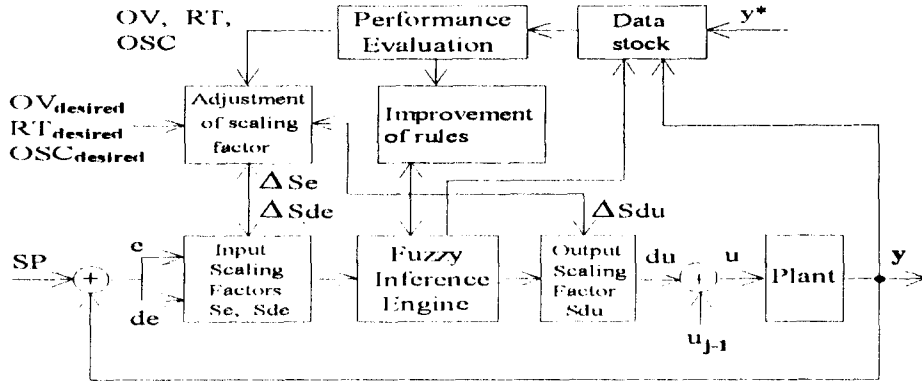 OV, RT,
OSC
Performance
Evaluation
Data
stock
y*
OVdesired
RTdesired
OSCdesired
Adjustment
of scaling
factor
Improvement
of rules
ΔSe
ΔSde
ΔSdu
SP
+
e
de
Input
Scaling
Factors
Se, Sde
Fuzzy
Inference
Engine
Output
Scaling
Factor
Sdu
du
+
u
uj-1
Plant
y